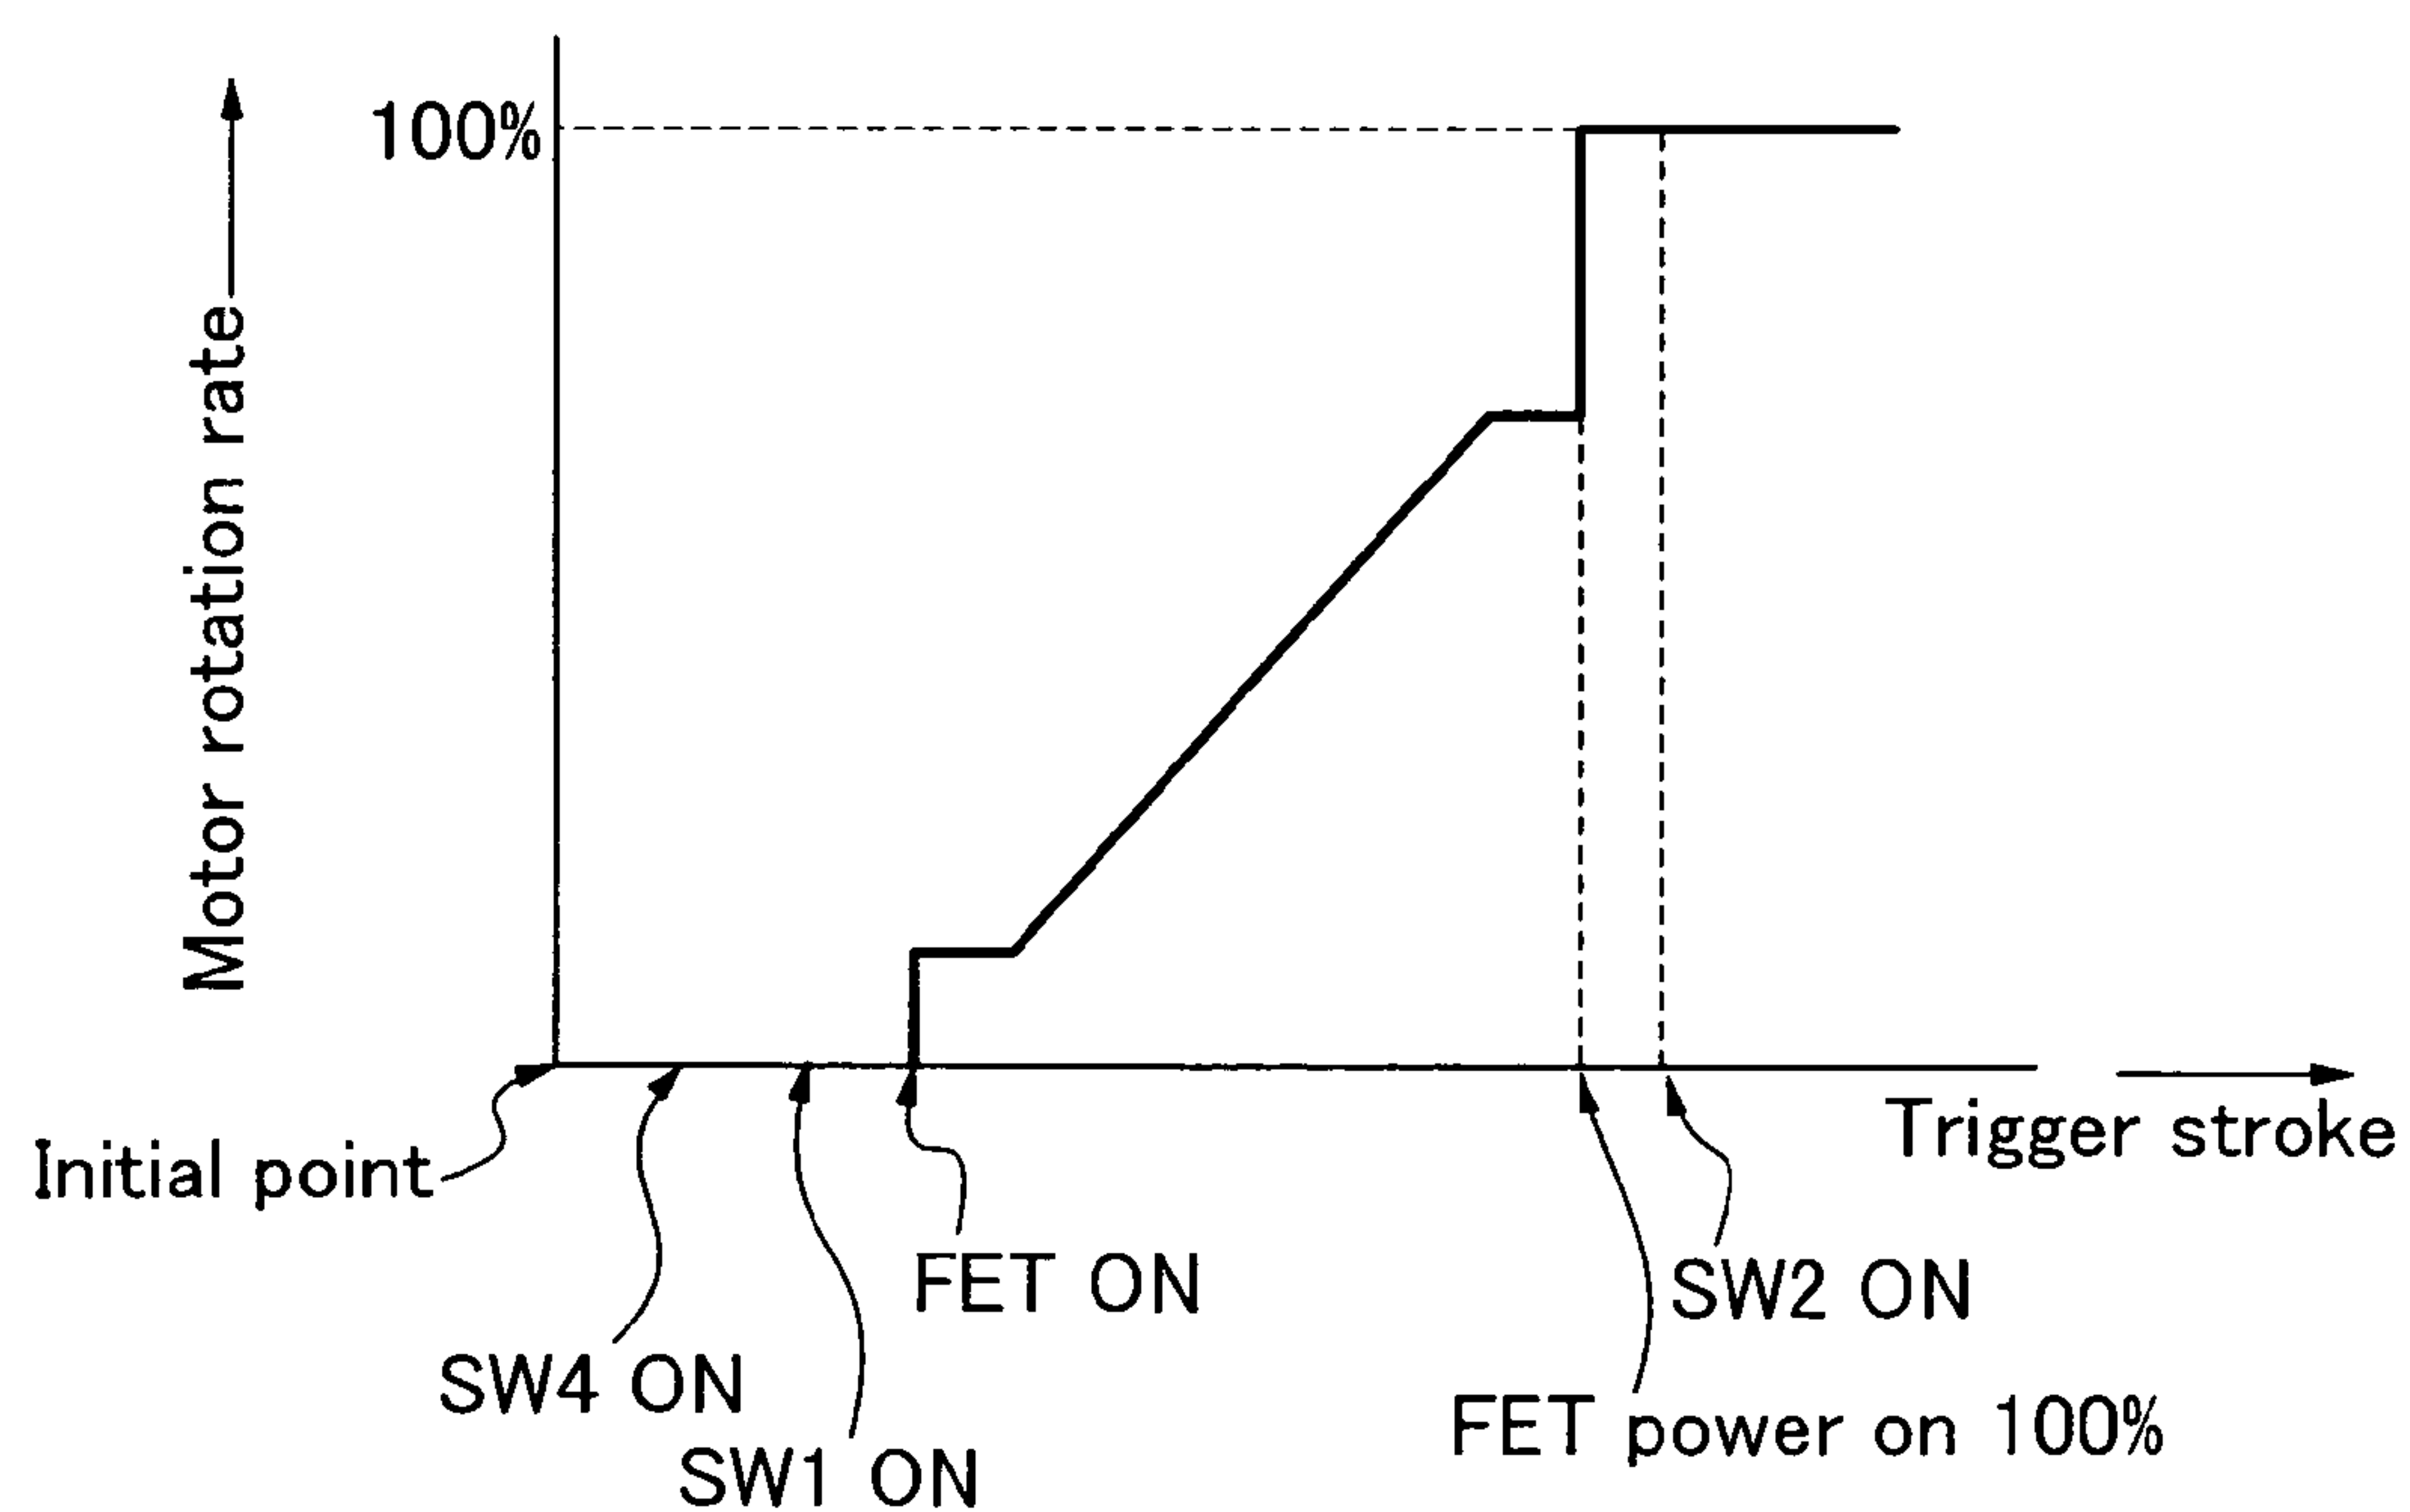 100%
Motor rotation rate
Initial point
Trigger stroke
FET ON
SW2 ON
SW4 ON
FET power on 100%
SW1 ON